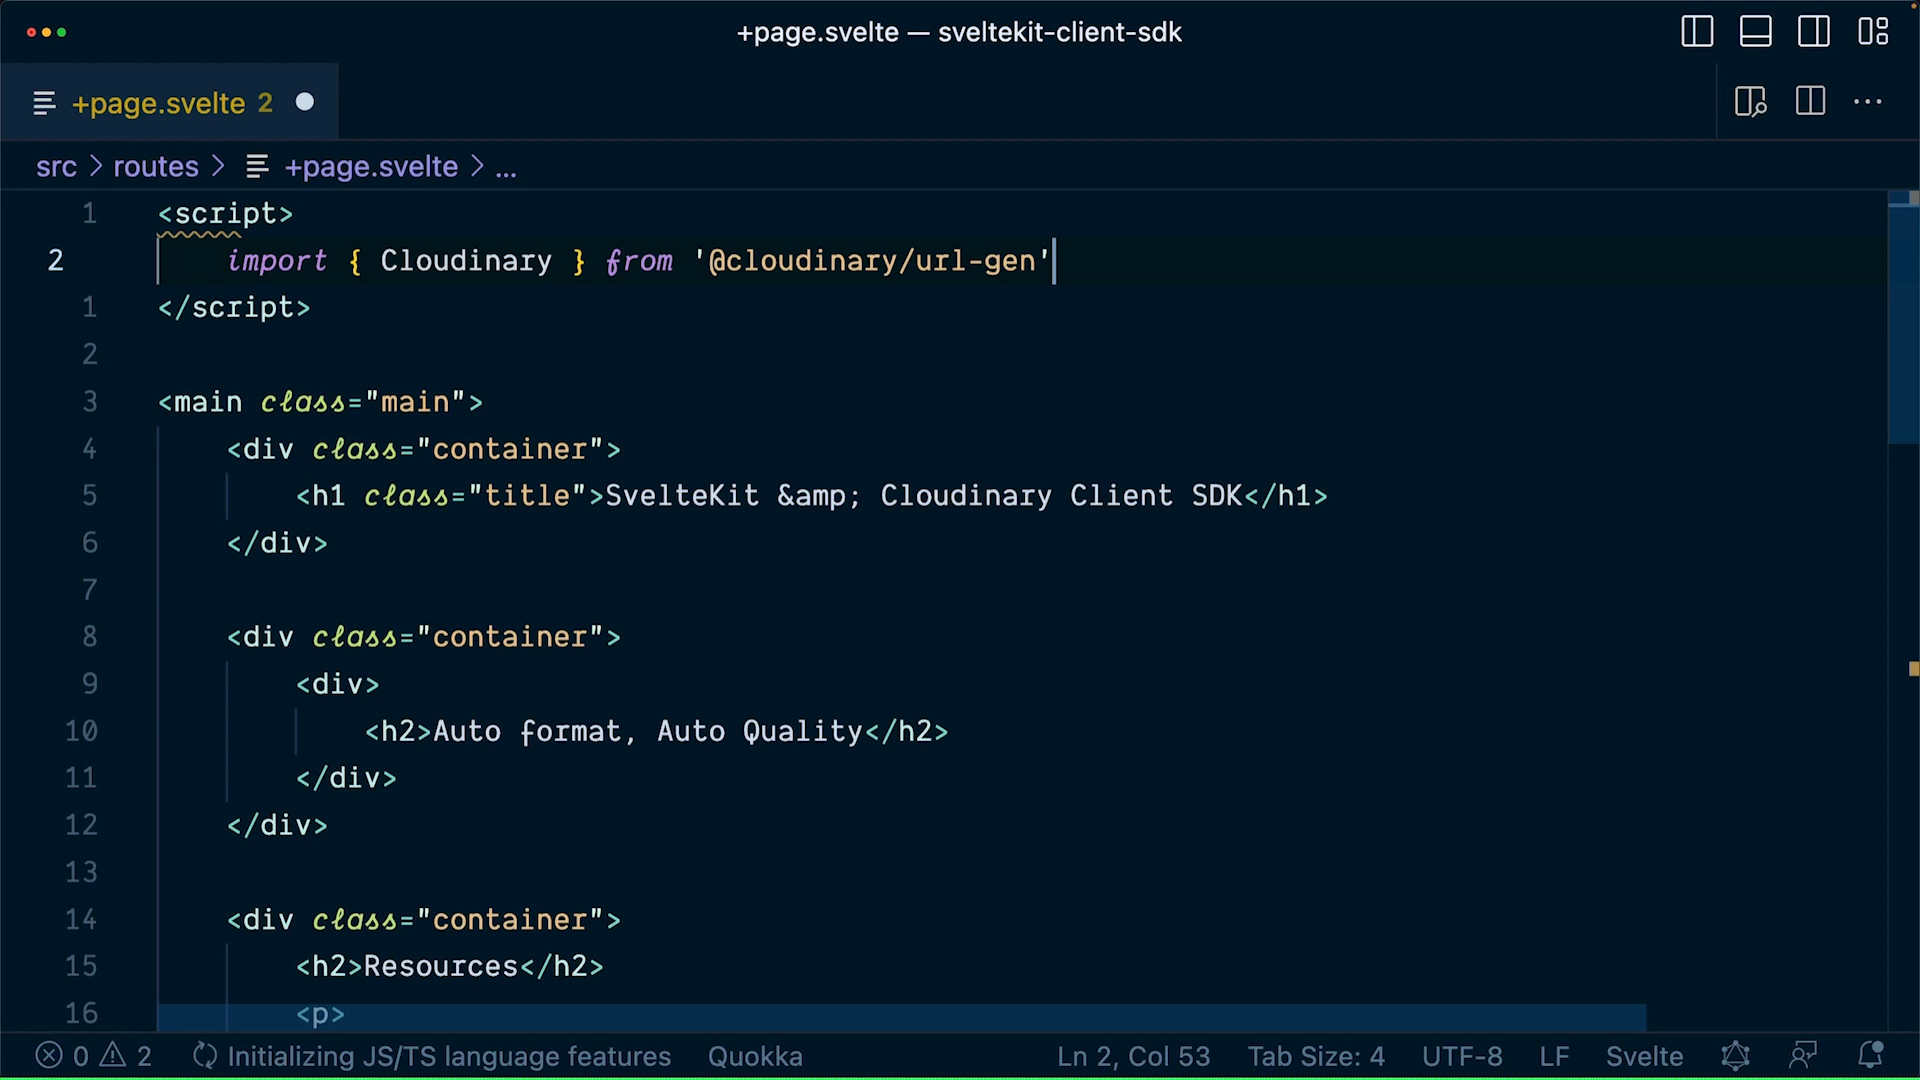 +page.svelte — sveltekit-client-sdk
+page.svelte 2
src > routes > +page.svelte > ...
1 <script>
2 import { Cloudinary } from '@cloudinary/url-gen'
1 </script>
2
3 <main class="main">
4 <div class="container">
5 <h1 class="title">SvelteKit &amp; Cloudinary Client SDK</h1>
6 </div>
7
8 <div class="container">
9 <div>
10 <h2>Auto format, Auto Quality</h2>
11 </div>
12 </div>
13
14 <div class="container">
15 <h2>Resources</h2>
16 <p>
0 2 Initializing JS/TS language features Quokka Ln 2, Col 53 Tab Size: 4 UTF-8 LF Svelte